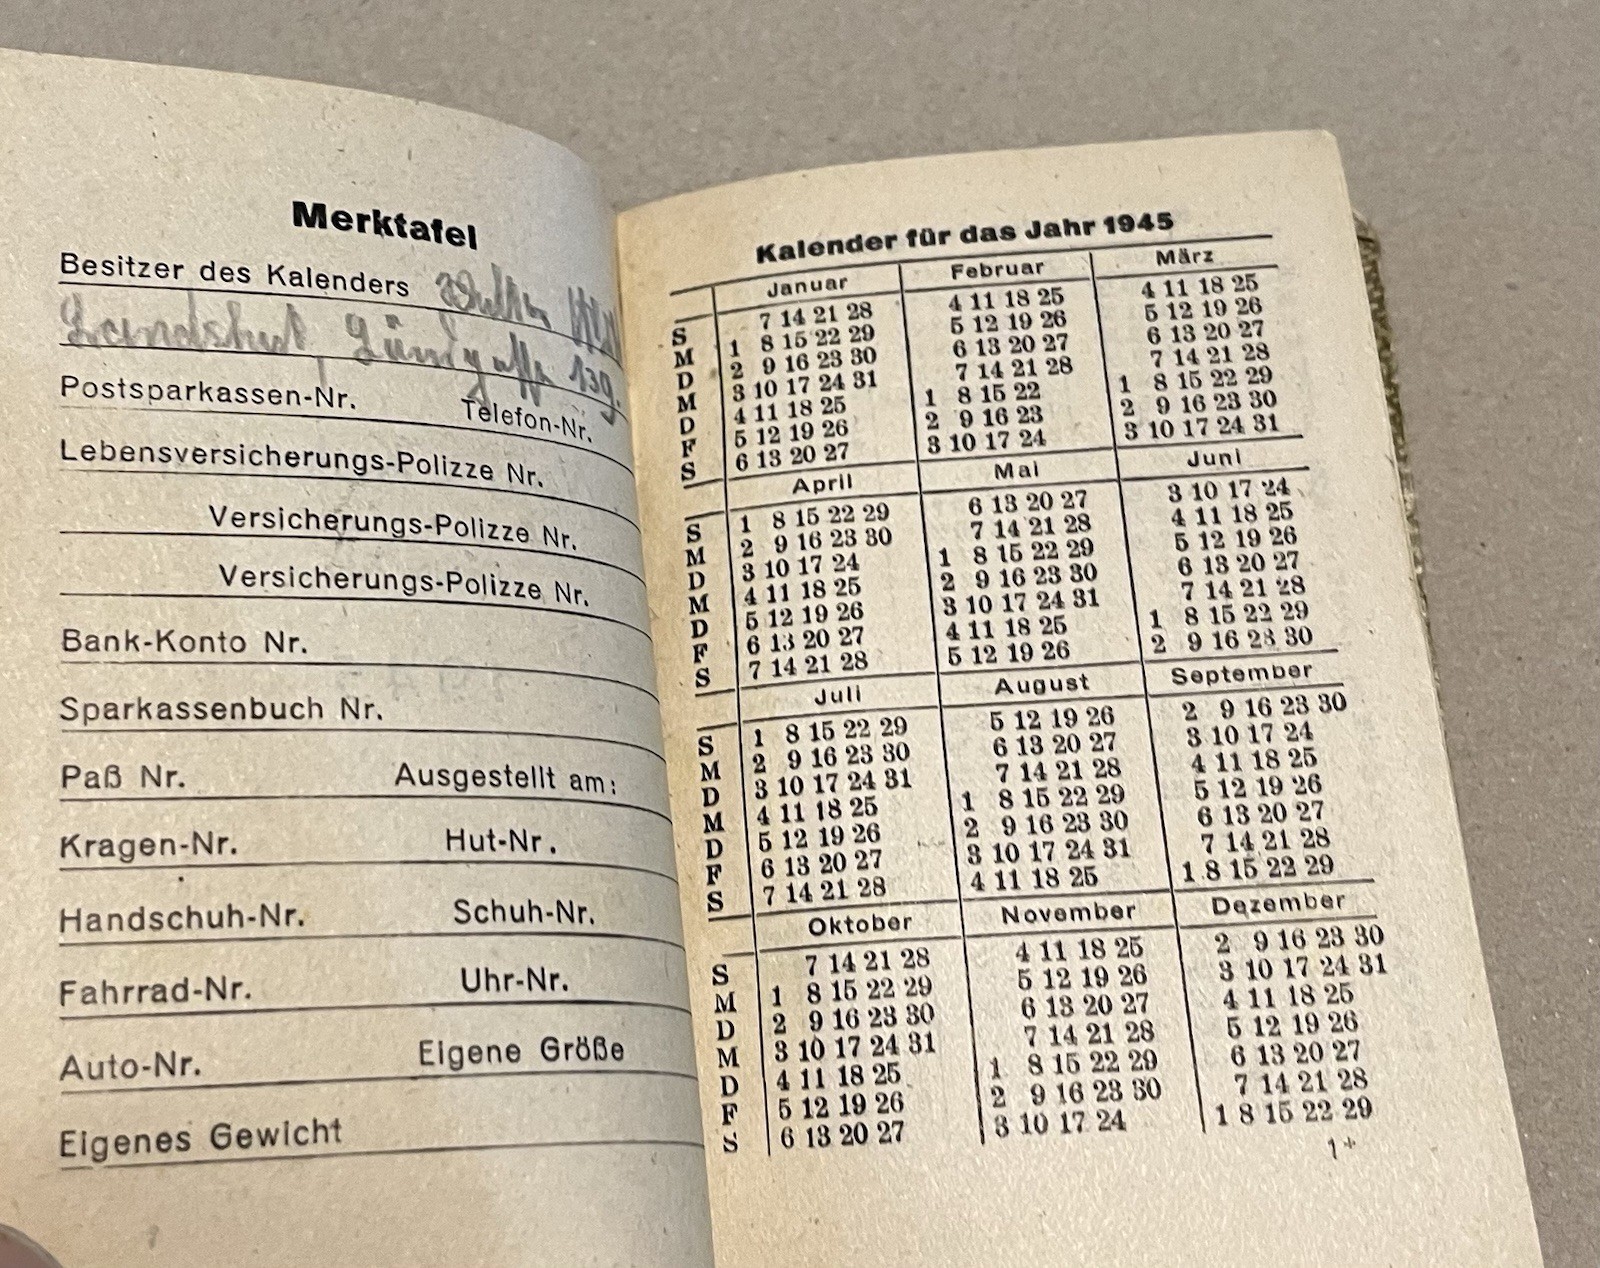 Merktafel
Besitzer des Kalenders
Landshut, 139.
Postsparkassen-Nr. Telefon-Nr.
Lebensversicherungs-Polizze Nr.
Versicherungs-Polizze Nr.
Versicherungs-Polizze Nr.
Bank-Konto Nr.
Sparkassenbuch Nr.
Paß Nr. Ausgestellt am:
Kragen-Nr. Hut-Nr.
Handschuh-Nr. Schuh-Nr.
Fahrrad-Nr. Uhr-Nr.
Auto-Nr. Eigene Größe
Eigenes Gewicht
Kalender für das Jahr 1945
Januar Februar März
S 7 14 21 28 4 11 18 25 4 11 18 25
M 1 8 15 22 29 5 12 19 26 5 12 19 26
D 2 9 16 23 30 6 13 20 27 6 13 20 27
M 3 10 17 24 31 7 14 21 28 7 14 21 28
D 4 11 18 25 1 8 15 22 1 8 15 22 29
F 5 12 19 26 2 9 16 23 2 9 16 23 30
S 6 13 20 27 3 10 17 24 3 10 17 24 31
April Mai Juni
S 1 8 15 22 29 6 13 20 27 3 10 17 24
M 2 9 16 23 30 7 14 21 28 4 11 18 25
D 3 10 17 24 1 8 15 22 29 5 12 19 26
M 4 11 18 25 2 9 16 23 30 6 13 20 27
D 5 12 19 26 3 10 17 24 31 7 14 21 28
F 6 13 20 27 4 11 18 25 1 8 15 22 29
S 7 14 21 28 5 12 19 26 2 9 16 23 30
Juli August September
S 1 8 15 22 29 5 12 19 26 2 9 16 23 30
M 2 9 16 23 30 6 13 20 27 3 10 17 24
D 3 10 17 24 31 7 14 21 28 4 11 18 25
M 4 11 18 25 1 8 15 22 29 5 12 19 26
D 5 12 19 26 2 9 16 23 30 6 13 20 27
F 6 13 20 27 3 10 17 24 31 7 14 21 28
S 7 14 21 28 4 11 18 25 1 8 15 22 29
Oktober November Dezember
S 7 14 21 28 4 11 18 25 2 9 16 23 30
M 1 8 15 22 29 5 12 19 26 3 10 17 24 31
D 2 9 16 23 30 6 13 20 27 4 11 18 25
M 3 10 17 24 31 7 14 21 28 5 12 19 26
D 4 11 18 25 1 8 15 22 29 6 13 20 27
F 5 12 19 26 2 9 16 23 30 7 14 21 28
S 6 13 20 27 3 10 17 24 1 8 15 22 29
1+